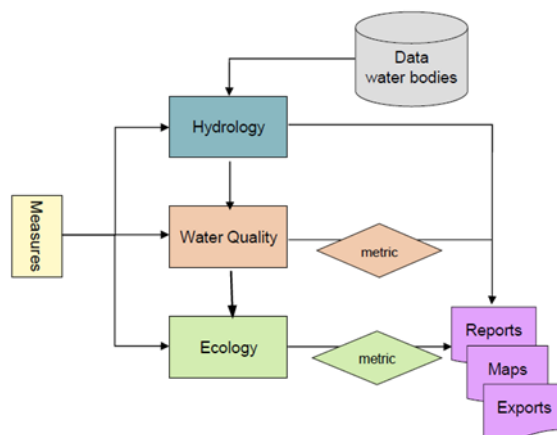 Data
water bodies
Hydrology
Measures
Water Quality
metric
Reports
Ecology
metric
Maps
Exports